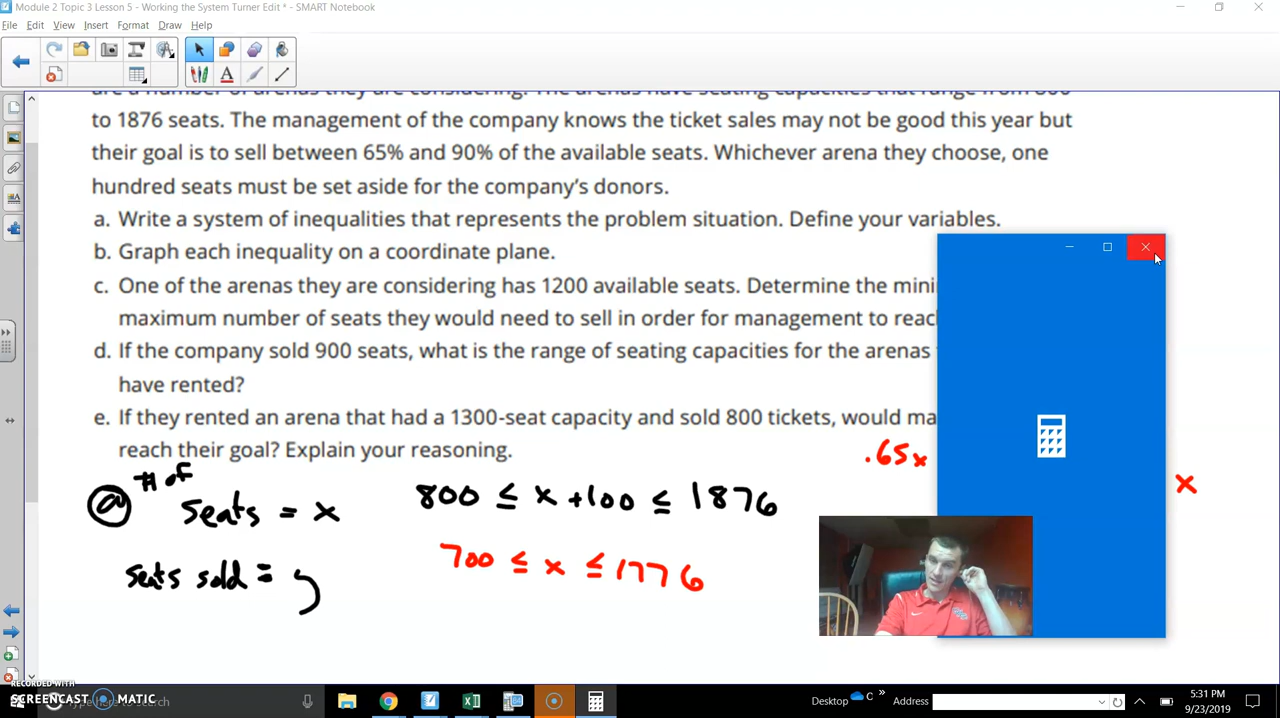 Module 2 Topic 3 Lesson 5 - Working the System Turner Edit * - SMART Notebook
File Edit View Insert Format Draw Help
to 1876 seats. The management of the company knows the ticket sales may not be good this year but
their goal is to sell between 65% and 90% of the available seats. Whichever arena they choose, one
hundred seats must be set aside for the company's donors.
a. Write a system of inequalities that represents the problem situation. Define your variables.
b. Graph each inequality on a coordinate plane.
c. One of the arenas they are considering has 1200 available seats. Determine the
maximum number of seats they would need to sell in order for management to
d. If the company sold 900 seats, what is the range of seating capacities for the arenas
have rented?
e. If they rented an arena that had a 1300-seat capacity and sold 800 tickets, would
reach their goal? Explain your reasoning.
.65x
x
@ # of seats = x
800 ≤ x +100 ≤ 1876
700 ≤ x ≤ 1776
seats sold = y
RECORDED WITH
SCREENCAST MATIC
Type here to search
Desktop
C
Address
5:31 PM
9/23/2019